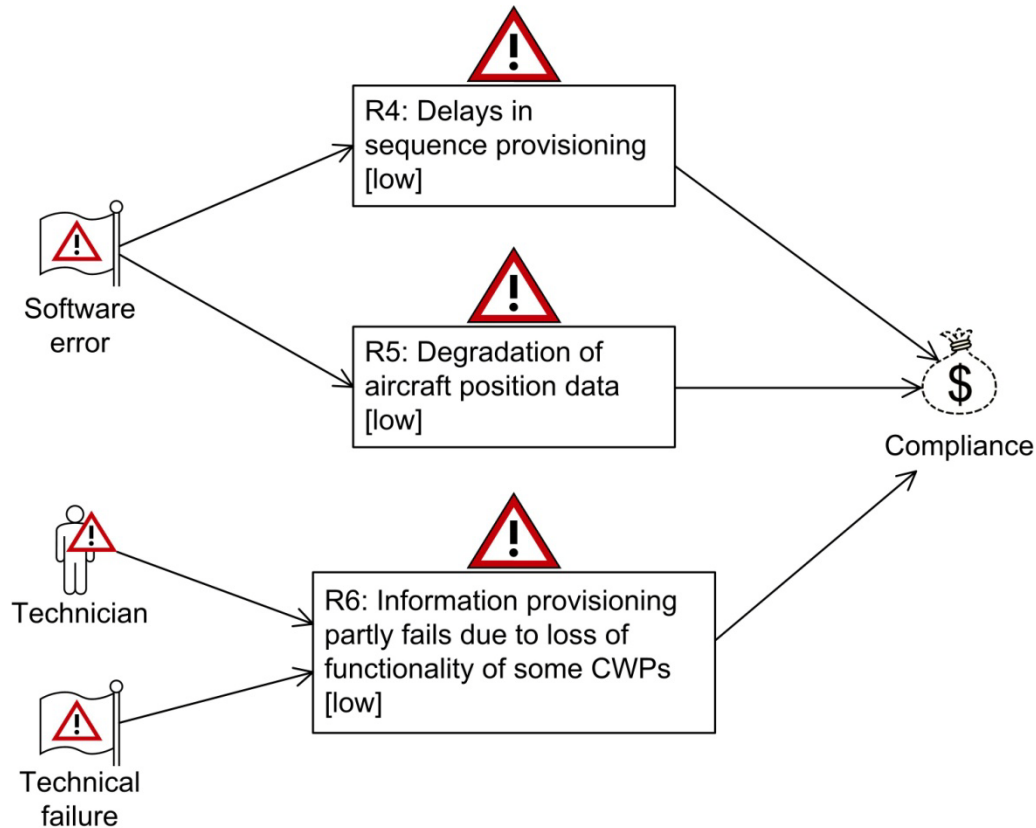 R4: Delays in
sequence provisioning
[low]
Software
error
R5: Degradation of
aircraft position data
[low]
$
Compliance
Technician
R6: Information provisioning
partly fails due to loss of
functionality of some CWPs
[low]
Technical
failure